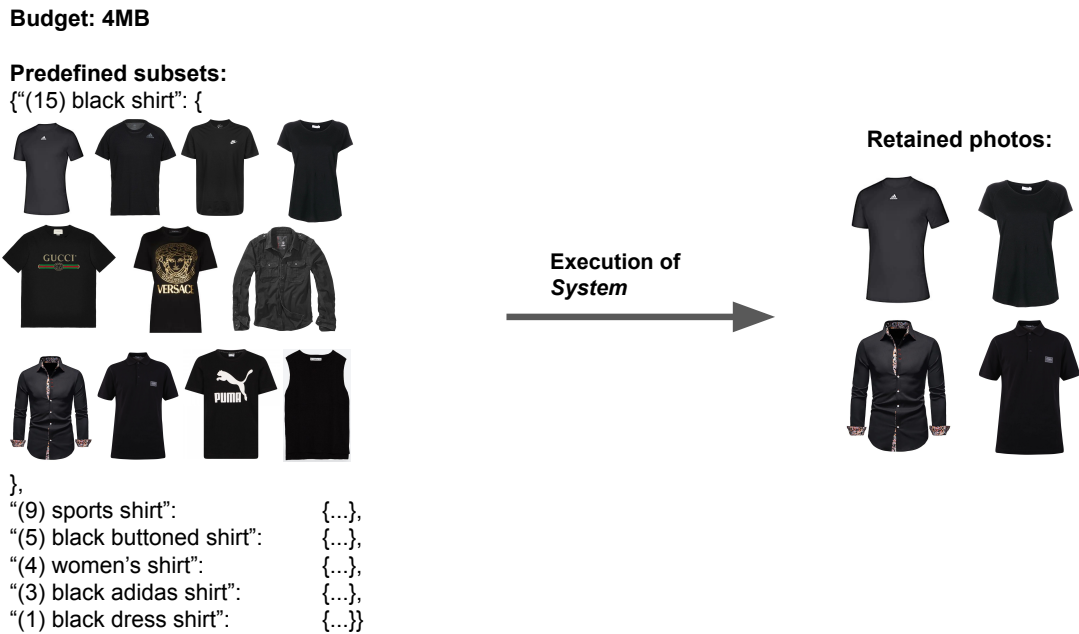 Budget: 4MB
Predefined subsets:
{“(15) black shirt”: {
GUCCI
VERSACE
PUMA
},
“(9) sports shirt”: {...},
“(5) black buttoned shirt”: {...},
“(4) women’s shirt”: {...},
“(3) black adidas shirt”: {...},
“(1) black dress shirt”: {...}}
Execution of
System
Retained photos: